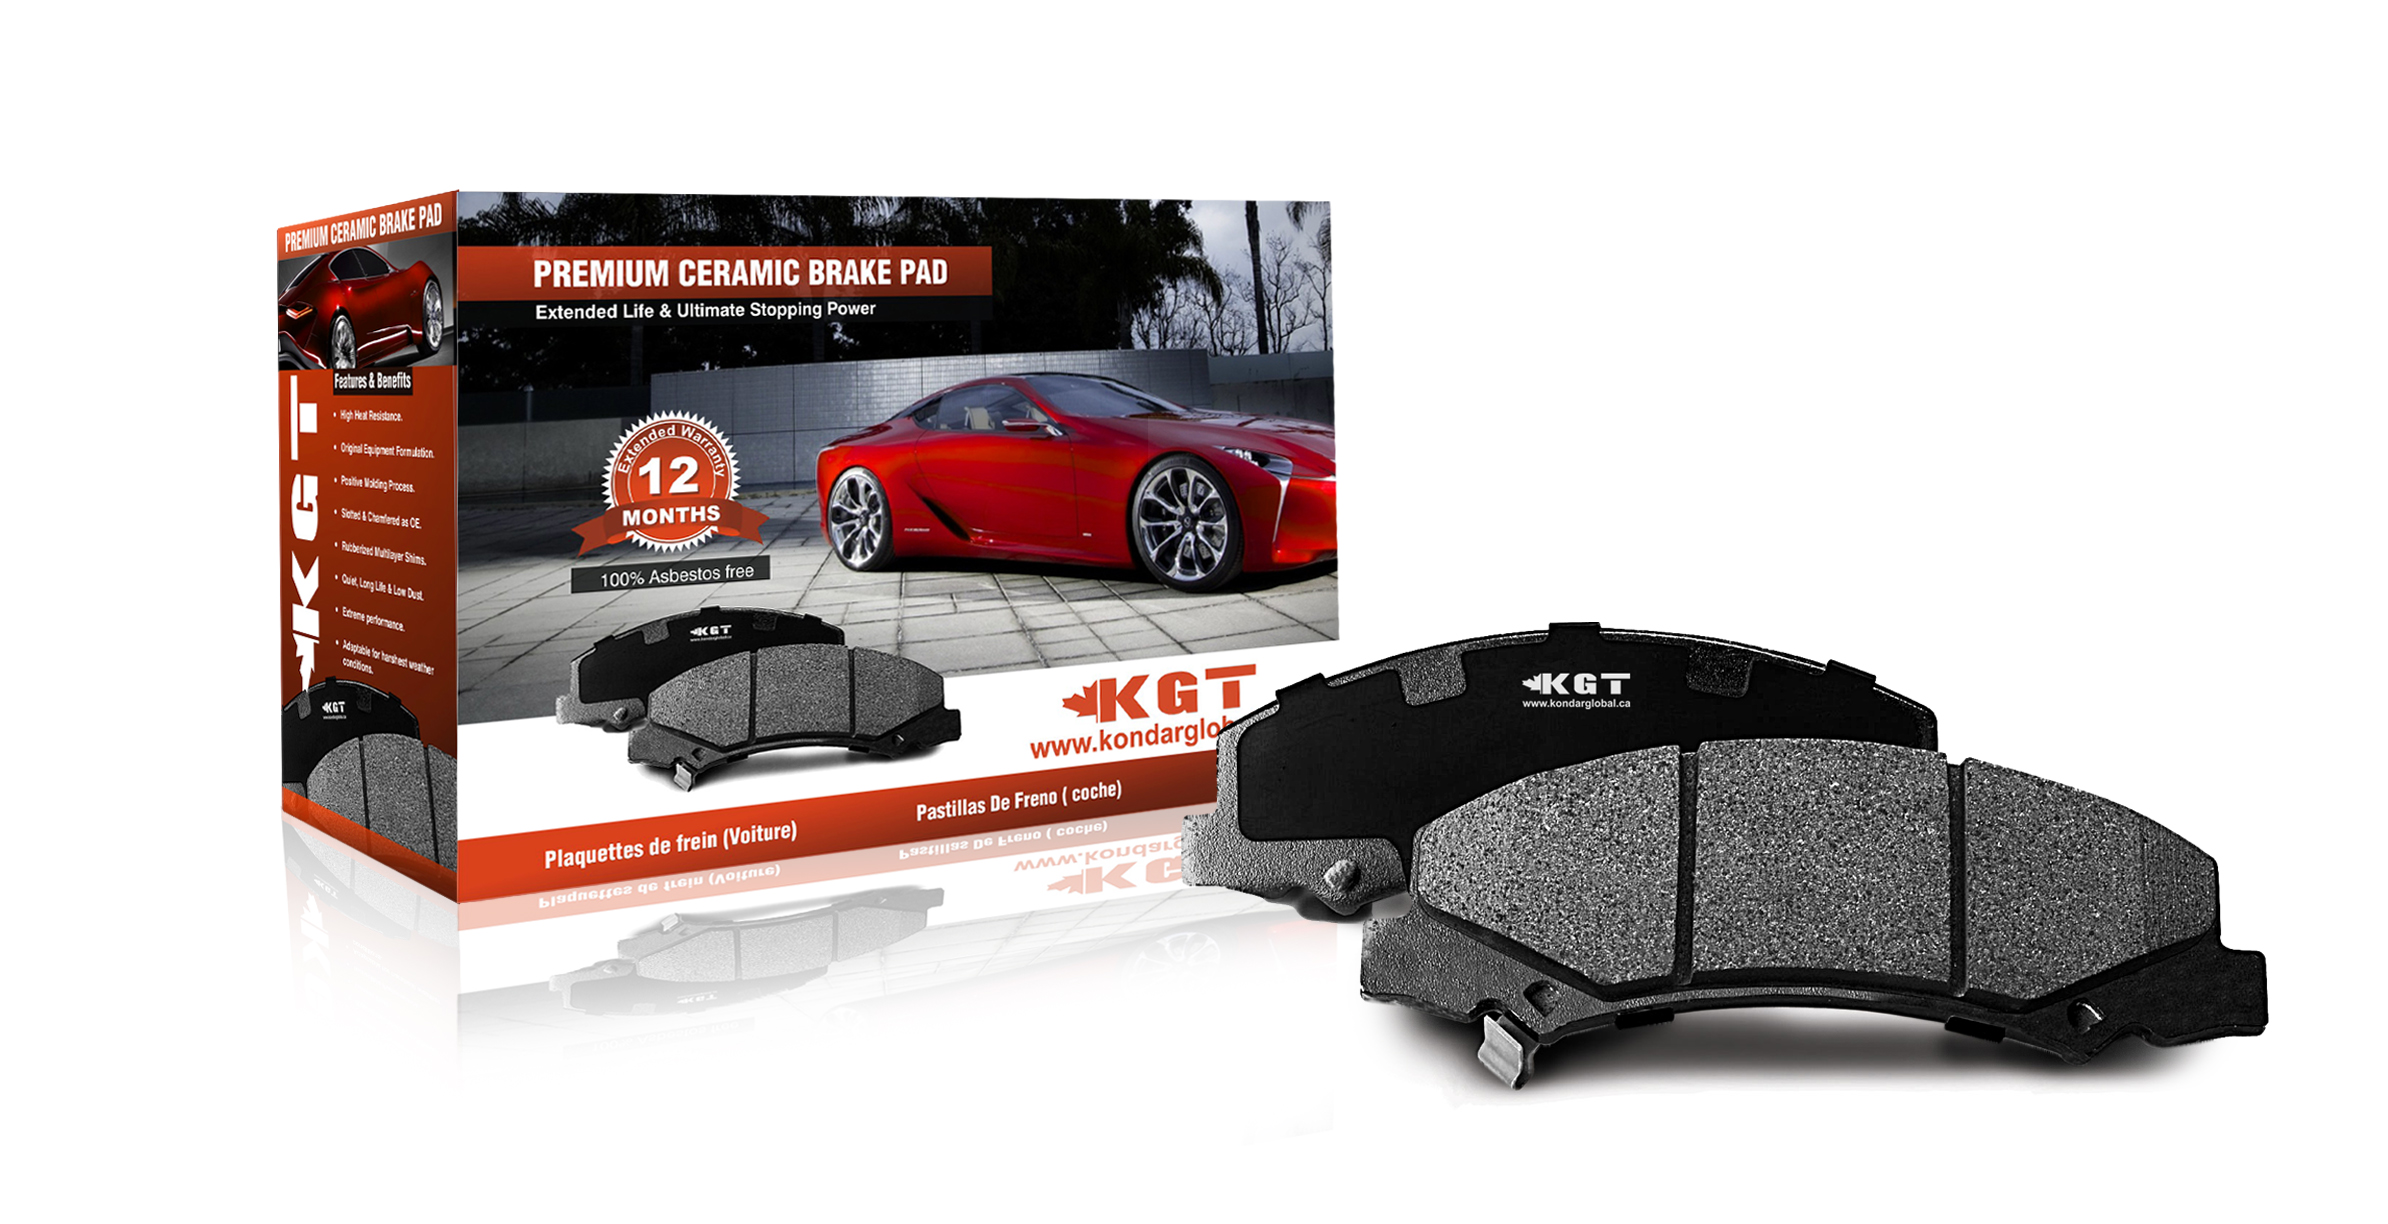 PREMIUM CERAMIC BRAKE PAD
Features & Benefits
• High Heat Resistance.
• Original Equipment Formulation.
• Positive Molding Process.
• Slotted & Chamfered as OE.
• Rubberized Multilayer Shims.
• Quiet, Long Life & Low Dust.
• Extreme performance.
• Adaptable for harshest weather
conditions.
KGT
KGT
PREMIUM CERAMIC BRAKE PAD
Extended Life & Ultimate Stopping Power
Extended Warranty
12
MONTHS
100% Asbestos free
KGT
KGT
www.kondarglob
Plaquettes de frein (Voiture)
Pastillas De Freno ( coche)
KGT
www.kondarglobal.ca